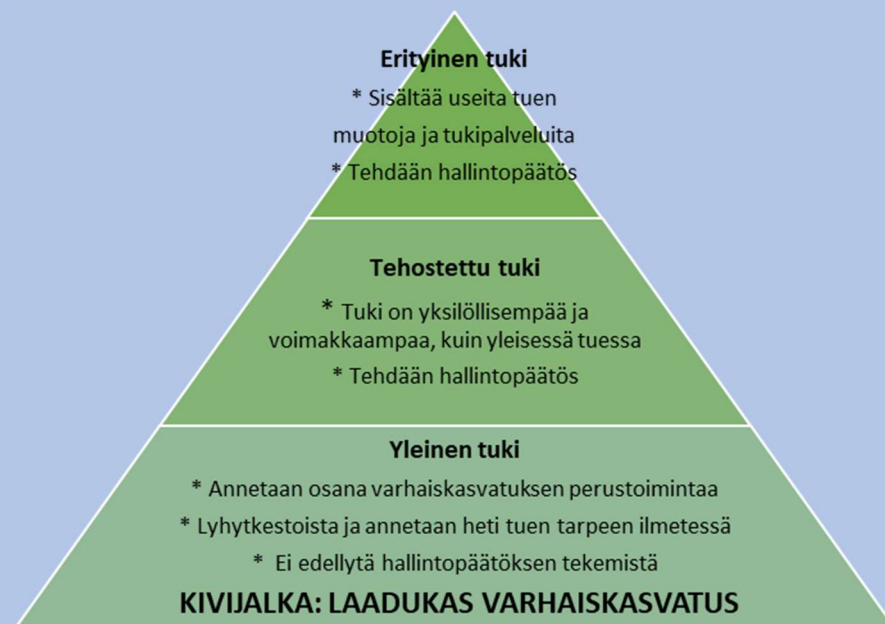 Erityinen tuki
* Sisältää useita tuen
muotoja ja tukipalveluita
* Tehdään hallintopäätös
Tehostettu tuki
* Tuki on yksilöllisempää ja
voimakkaampaa, kuin yleisessä tuessa
* Tehdään hallintopäätös
Yleinen tuki
* Annetaan osana varhaiskasvatuksen perustoimintaa
* Lyhytkestoista ja annetaan heti tuen tarpeen ilmetessä
* Ei edellytä hallintopäätöksen tekemistä
KIVIJALKA: LAADUKAS VARHAISKASVATUS